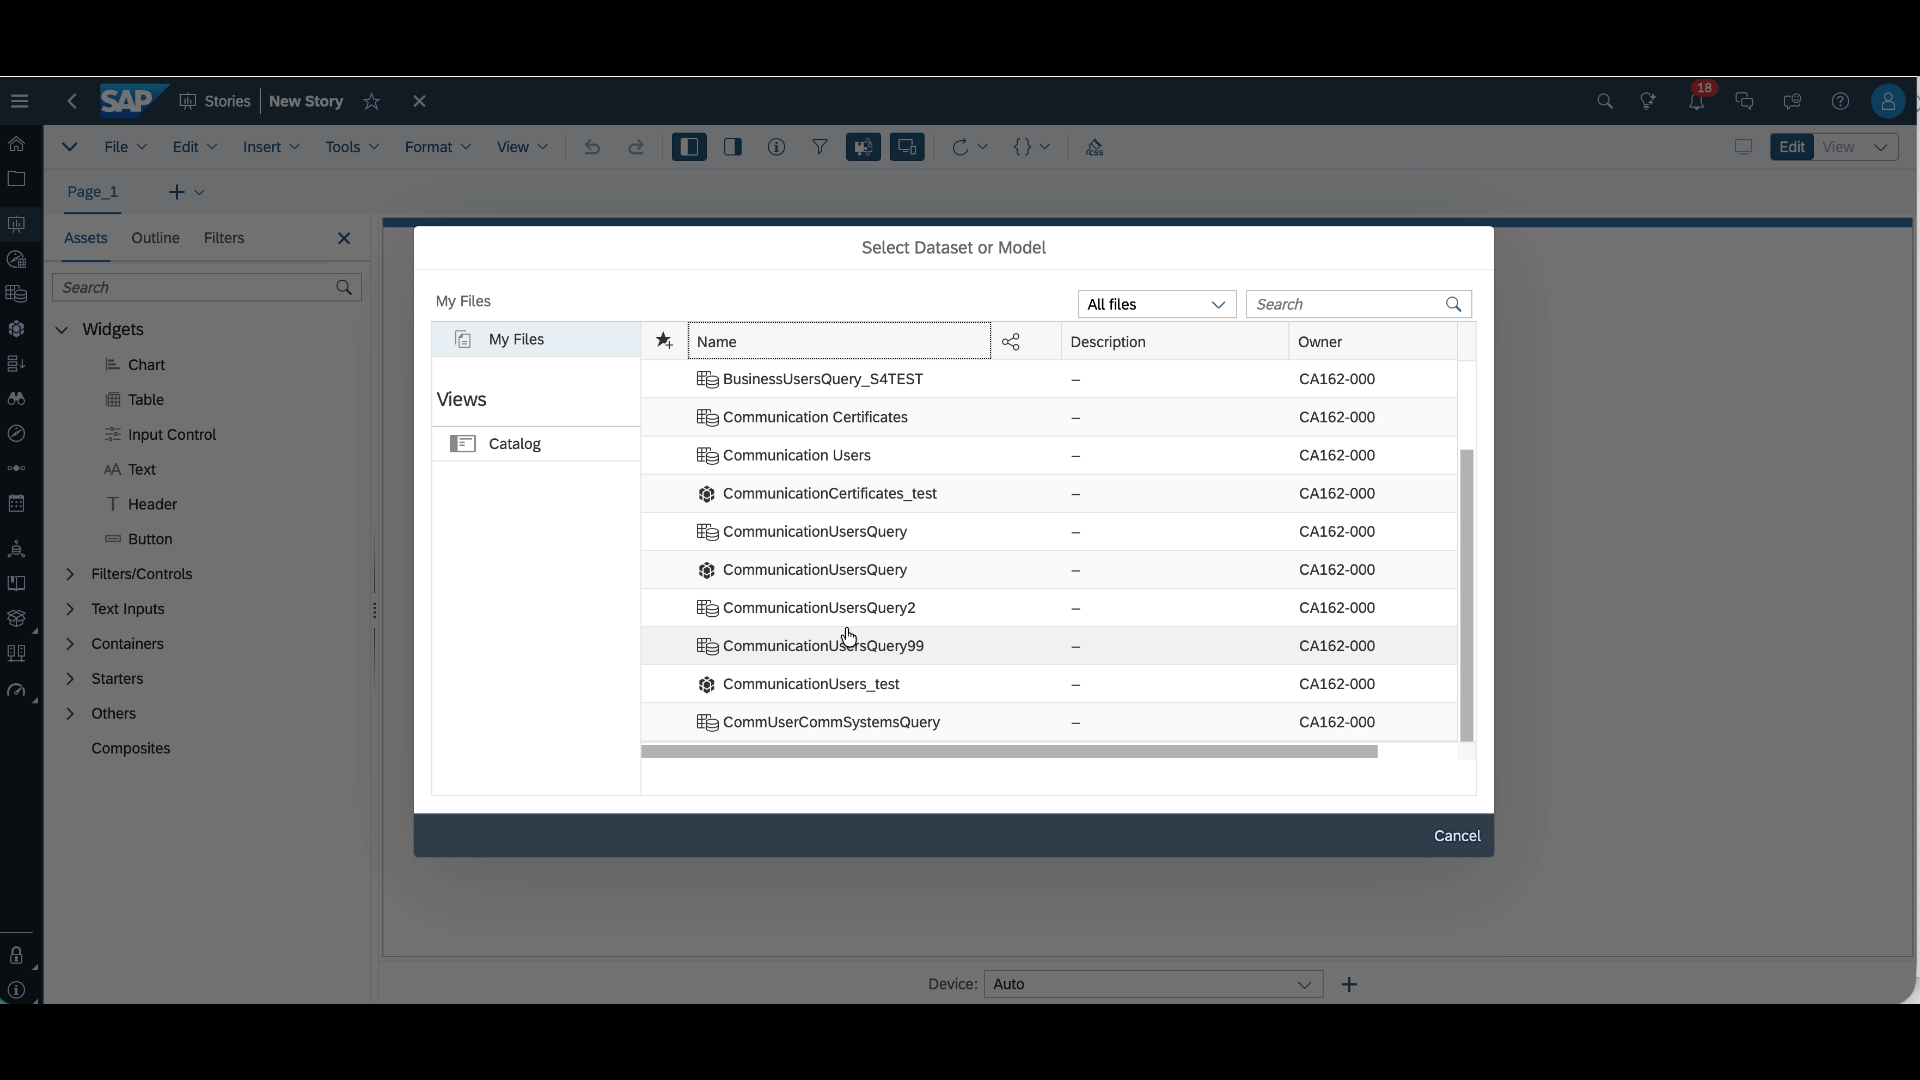 SAP Stories New Story
18
File Edit Insert Tools Format View
CSS
Edit View
Page_1
Assets Outline Filters
Search
Widgets
Chart
Table
Input Control
AA Text
Header
Button
Filters/Controls
Text Inputs
Containers
Starters
Others
Composites
Select Dataset or Model
My Files
All files
Search
My Files
Views
Catalog
Name Description Owner
BusinessUsersQuery_S4TEST – CA162-000
Communication Certificates – CA162-000
Communication Users – CA162-000
CommunicationCertificates_test – CA162-000
CommunicationUsersQuery – CA162-000
CommunicationUsersQuery – CA162-000
CommunicationUsersQuery2 – CA162-000
CommunicationUsersQuery99 – CA162-000
CommunicationUsers_test – CA162-000
CommUserCommSystemsQuery – CA162-000
Cancel
Device: Auto